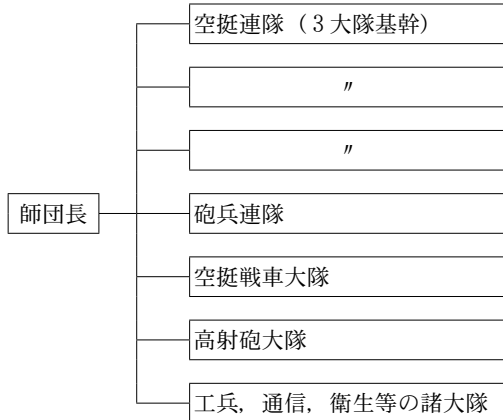 空挺連隊（3大隊基幹）
〃
〃
師団長
砲兵連隊
空挺戦車大隊
高射砲大隊
工兵，通信，衛生等の諸大隊